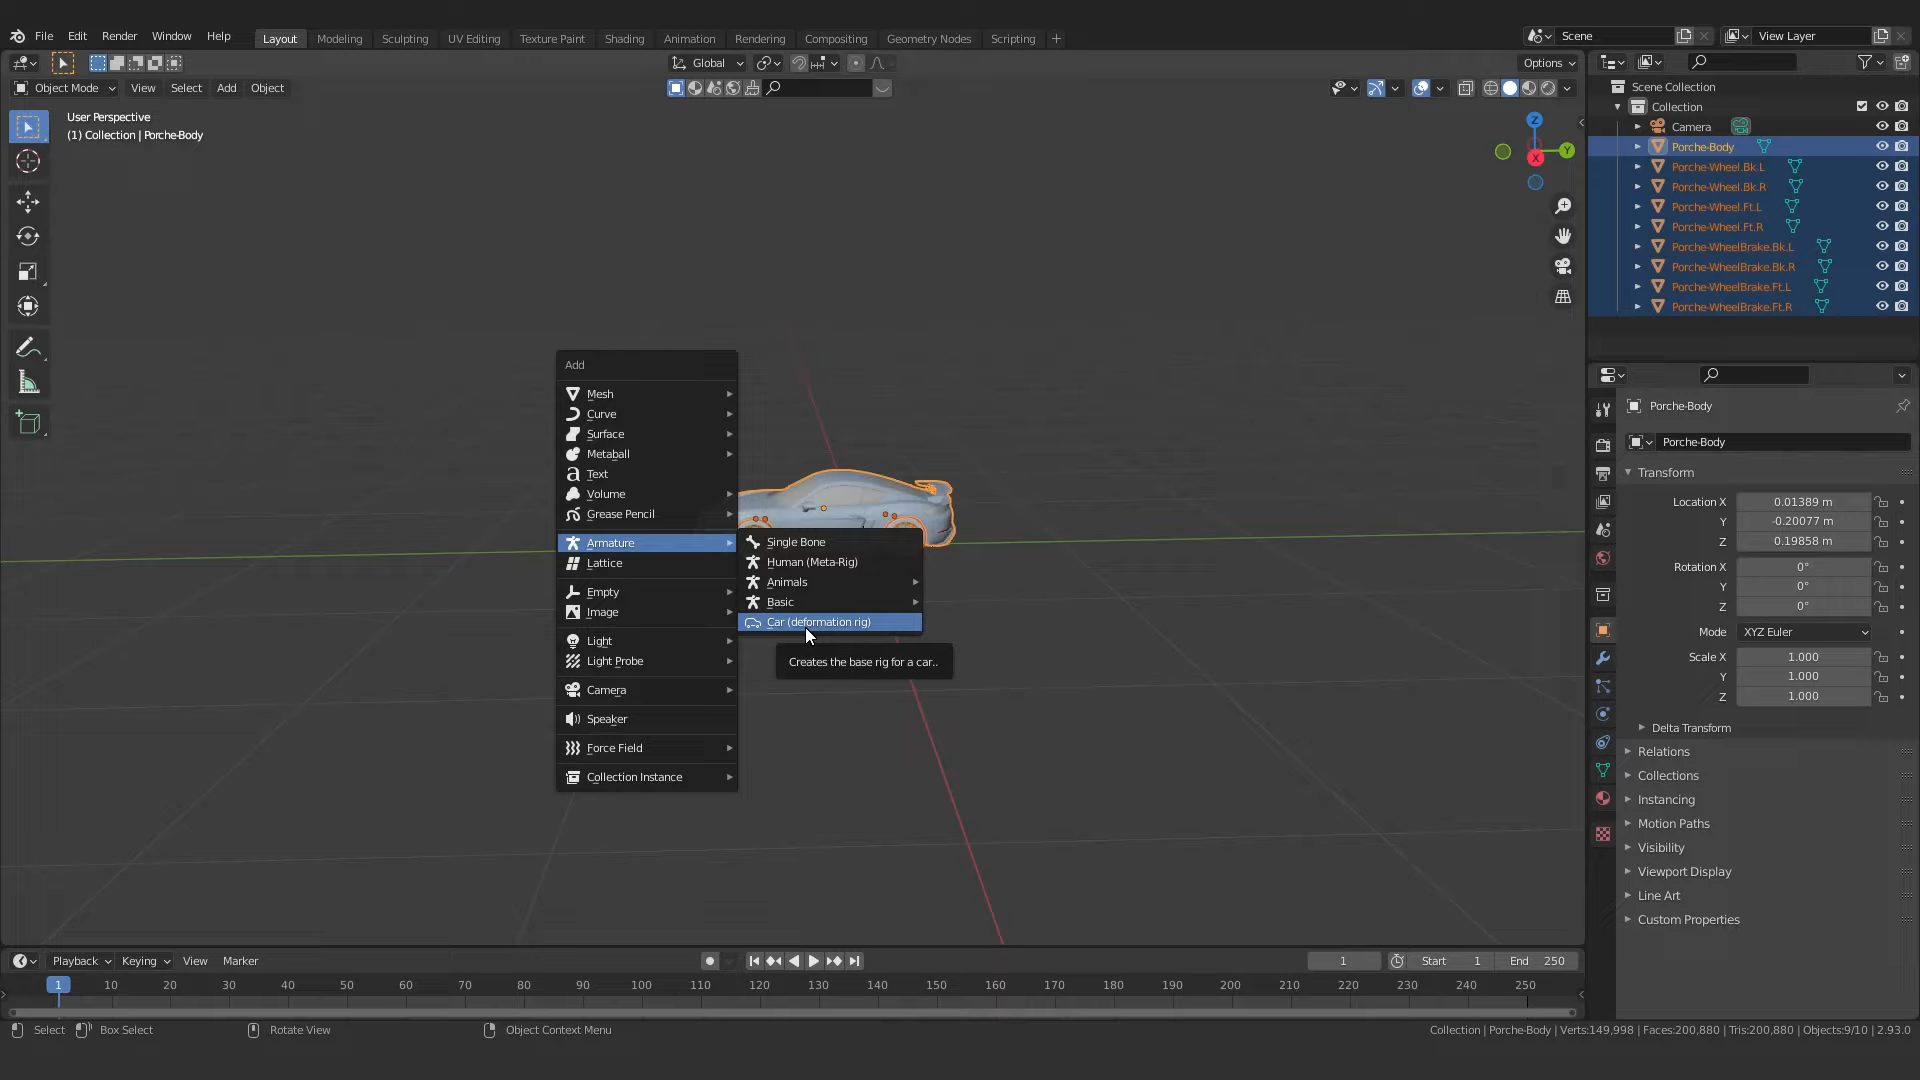 File Edit Render Window Help Layout Modeling Sculpting UV Editing Texture Paint Shading Animation Rendering Compositing Geometry Nodes Scripting + Scene View Layer
Global Options
Object Mode View Select Add Object
User Perspective
(1) Collection | Porche-Body
Z
Y
X
Scene Collection
Collection
Camera
Porche-Body
Porche-Wheel.Bk.L
Porche-Wheel.Bk.R
Porche-Wheel.Ft.L
Porche-Wheel.Ft.R
Porche-WheelBrake.Bk.L
Porche-WheelBrake.Bk.R
Porche-WheelBrake.Ft.L
Porche-WheelBrake.Ft.R
Add
Mesh
Curve
Surface
Metaball
Text
Volume
Grease Pencil
Armature
Lattice
Empty
Image
Light
Light Probe
Camera
Speaker
Force Field
Collection Instance
Single Bone
Human (Meta-Rig)
Animals
Basic
Car (deformation rig)
Creates the base rig for a car..
Porche-Body
Porche-Body
Transform
Location X 0.01389 m
Y -0.20077 m
Z 0.19858 m
Rotation X 0°
Y 0°
Z 0°
Mode XYZ Euler
Scale X 1.000
Y 1.000
Z 1.000
Delta Transform
Relations
Collections
Instancing
Motion Paths
Visibility
Viewport Display
Line Art
Custom Properties
Playback Keying View Marker 1 Start 1 End 250
1 10 20 30 40 50 60 70 80 90 100 110 120 130 140 150 160 170 180 190 200 210 220 230 240 250
Select Box Select Rotate View Object Context Menu Collection | Porche-Body | Verts:149,998 | Faces:200,880 | Tris:200,880 | Objects:9/10 | 2.93.0